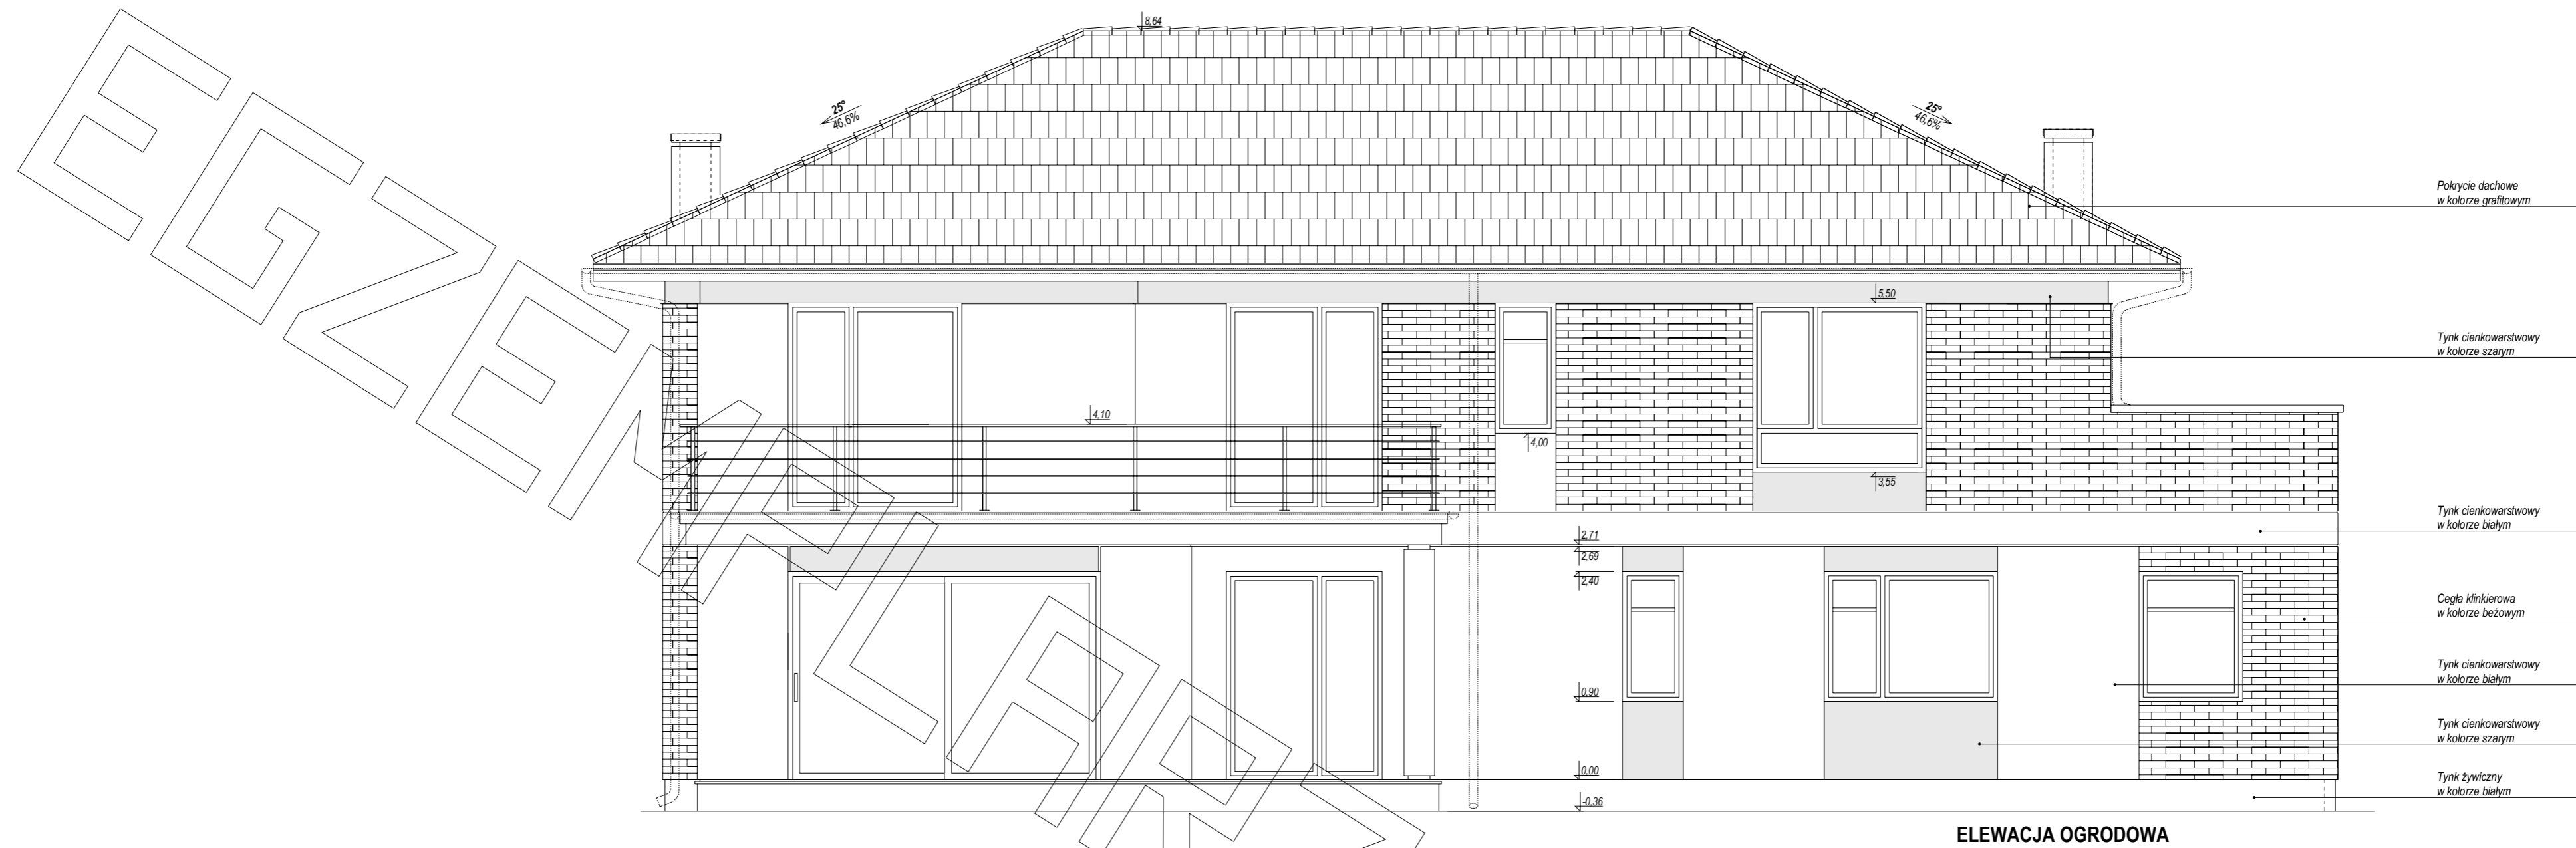 8,64
25°
46,6%
25°
46,6%
Pokrycie dachowe
w kolorze grafitowym
5,50
Tynk cienkowarstwowy
w kolorze szarym
4,10
4,00
3,55
Tynk cienkowarstwowy
w kolorze białym
2,71
2,69
2,40
Cegła klinkierowa
w kolorze beżowym
Tynk cienkowarstwowy
w kolorze białym
0,90
Tynk cienkowarstwowy
w kolorze szarym
0,00
Tynk żywiczny
w kolorze białym
-0,36
ELEWACJA OGRODOWA